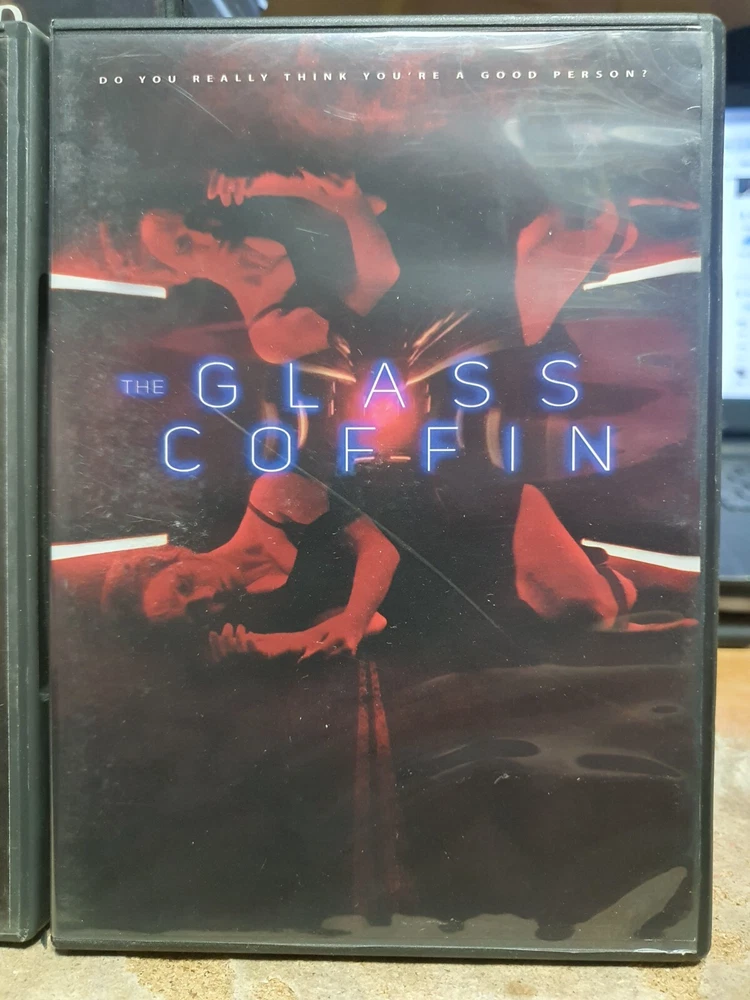 DO YOU REALLY THINK YOU'RE A GOOD PERSON?
THE GLASS
COFFIN